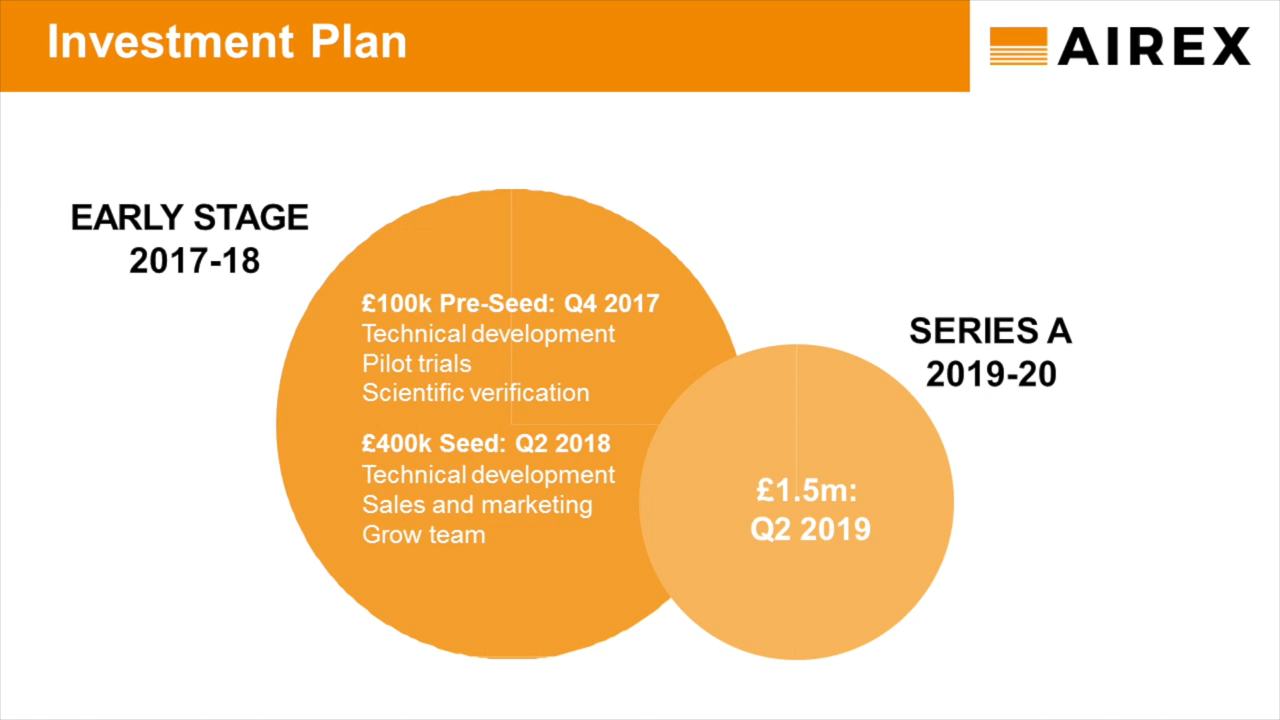 Investment Plan
AIREX
EARLY STAGE
2017-18
£100k Pre-Seed: Q4 2017
Technical development
Pilot trials
Scientific verification
£400k Seed: Q2 2018
Technical development
Sales and marketing
Grow team
SERIES A
2019-20
£1.5m:
Q2 2019